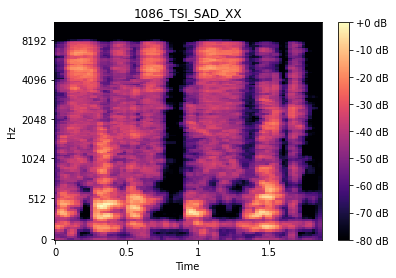 1086_TSI_SAD_XX
8192
4096
2048
1024
512
0
Hz
0
0.5
1
1.5
Time
+0 dB
-10 dB
-20 dB
-30 dB
-40 dB
-50 dB
-60 dB
-70 dB
-80 dB